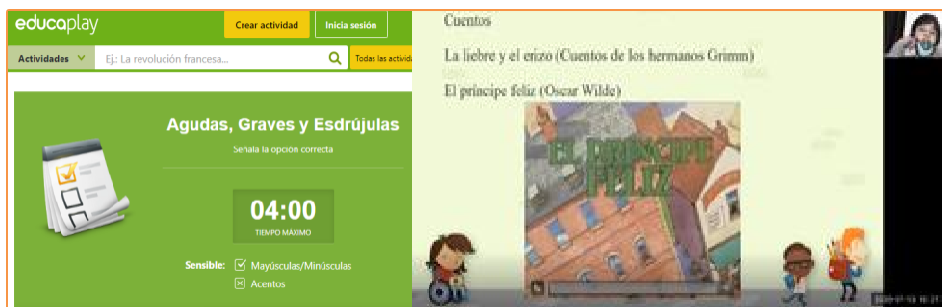 educaplay
Crear actividad
Inicia sesión
Actividades
Ej.: La revolución francesa...
Todas las activida
Agudas, Graves y Esdrújulas
Señala la opción correcta
04:00
TIEMPO MÁXIMO
Sensible:
Mayúsculas/Minúsculas
Acentos
Cuentos
La liebre y el erizo (Cuentos de los hermanos Grimm)
El príncipe feliz (Oscar Wilde)
EL PRÍNCIPE
FELIZ